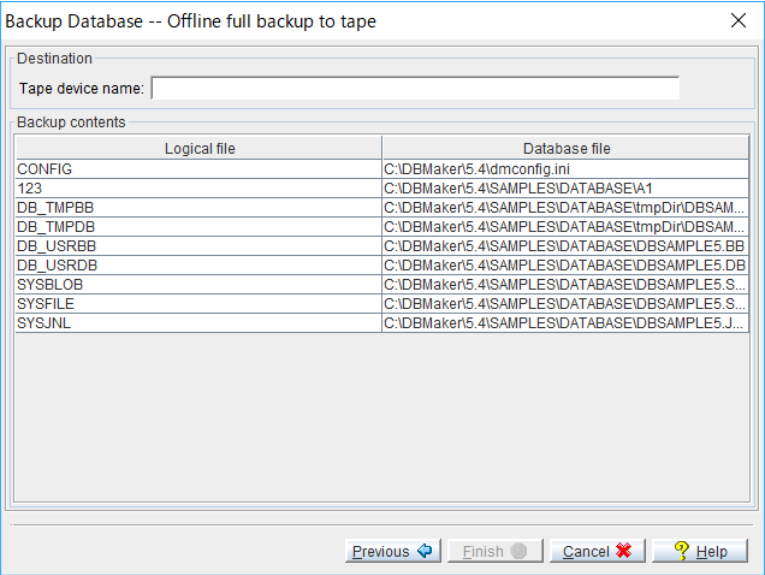 Backup Database -- Offline full backup to tape
Destination
Tape device name:
Backup contents
Logical file Database file
CONFIG C:\DBMaker\5.4\dmconfig.ini
123 C:\DBMaker\5.4\SAMPLES\DATABASE\A1
DB_TMPBB C:\DBMaker\5.4\SAMPLES\DATABASE\tmpDir\DBSAM...
DB_TMPDB C:\DBMaker\5.4\SAMPLES\DATABASE\tmpDir\DBSAM...
DB_USRBB C:\DBMaker\5.4\SAMPLES\DATABASE\DBSAMPLE5.BB
DB_USRDB C:\DBMaker\5.4\SAMPLES\DATABASE\DBSAMPLE5.DB
SYSBLOB C:\DBMaker\5.4\SAMPLES\DATABASE\DBSAMPLE5.S...
SYSFILE C:\DBMaker\5.4\SAMPLES\DATABASE\DBSAMPLE5.S...
SYSJNL C:\DBMaker\5.4\SAMPLES\DATABASE\DBSAMPLE5.J...
Previous Finish Cancel Help